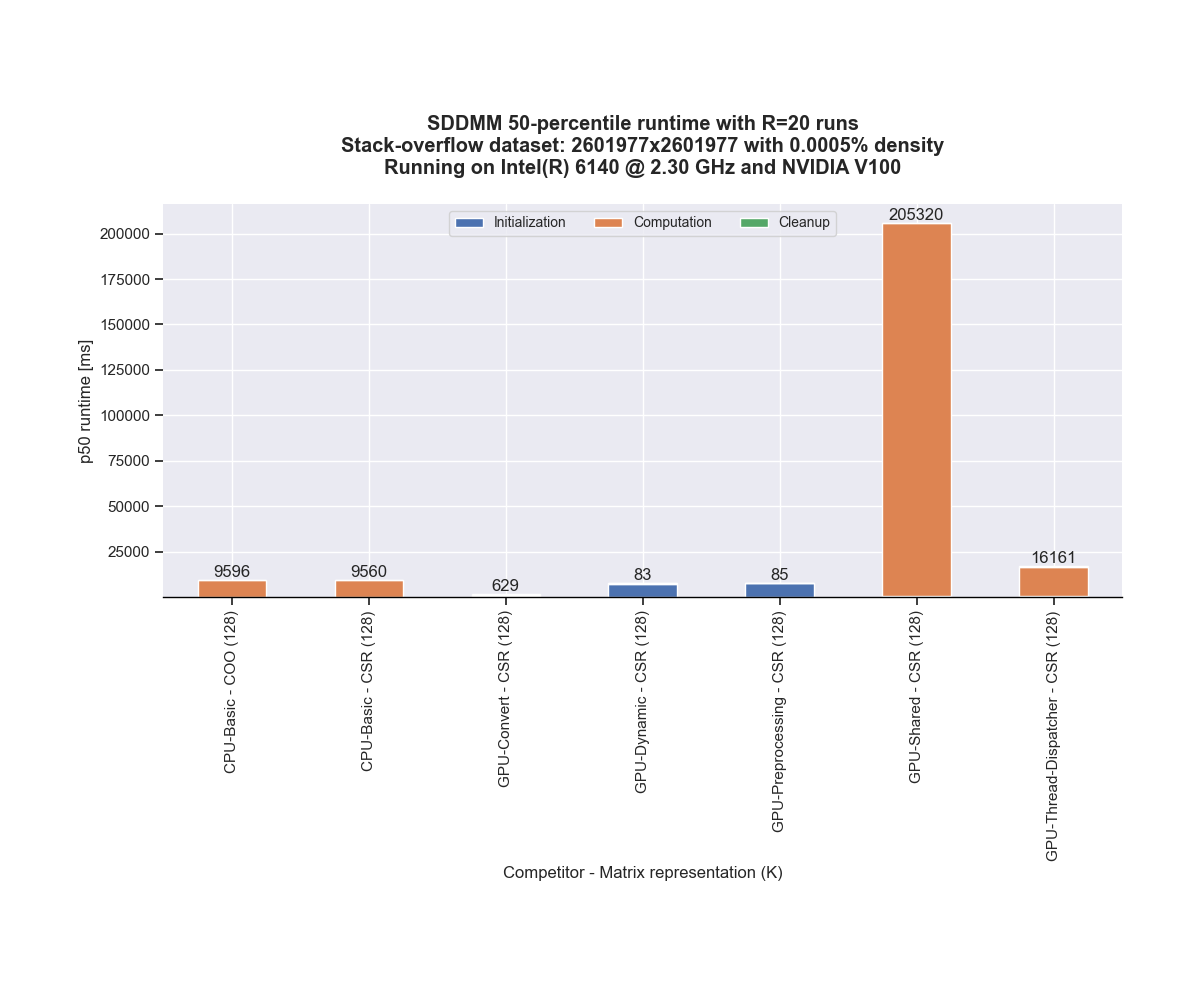 SDDMM 50-percentile runtime with R=20 runs
Stack-overflow dataset: 2601977x2601977 with 0.0005% density
Running on Intel(R) 6140 @ 2.30 GHz and NVIDIA V100
Initialization
Computation
Cleanup
p50 runtime [ms]
200000
175000
150000
125000
100000
75000
50000
25000
9596
9560
629
83
85
205320
16161
CPU-Basic - COO (128)
CPU-Basic - CSR (128)
GPU-Convert - CSR (128)
GPU-Dynamic - CSR (128)
GPU-Preprocessing - CSR (128)
GPU-Shared - CSR (128)
GPU-Thread-Dispatcher - CSR (128)
Competitor - Matrix representation (K)